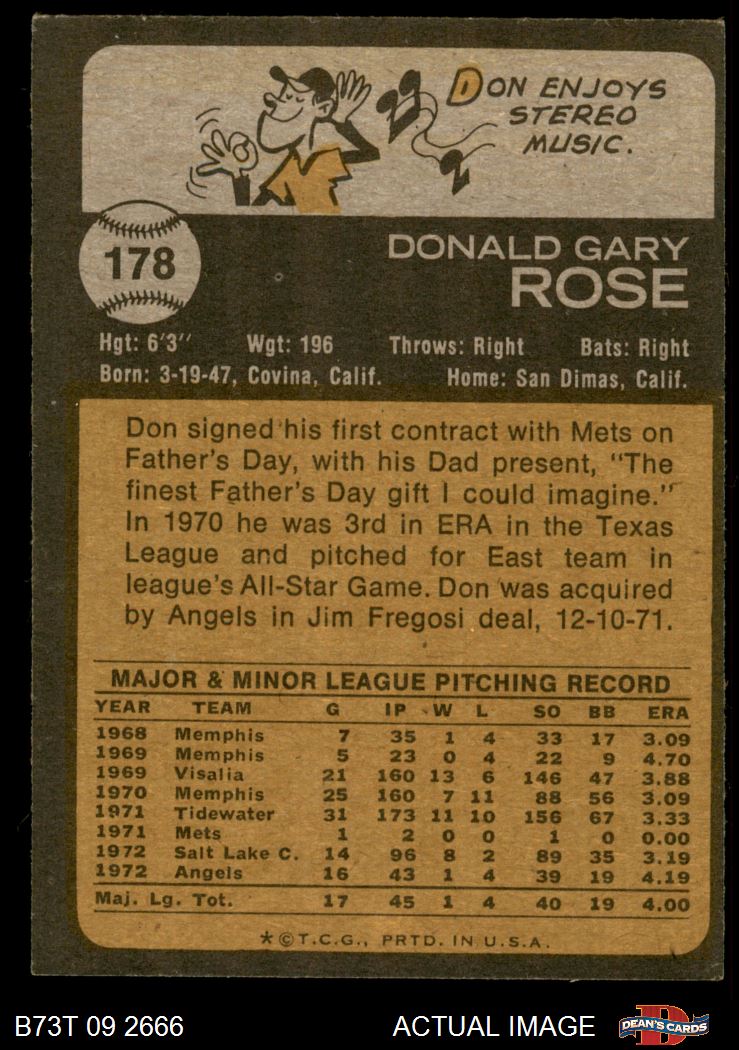 DON ENJOYS
STEREO
MUSIC.
178
DONALD GARY
ROSE
Hgt: 6'3" Wgt: 196 Throws: Right Bats: Right
Born: 3-19-47, Covina, Calif. Home: San Dimas, Calif.
Don signed his first contract with Mets on
Father's Day, with his Dad present, "The
finest Father's Day gift I could imagine."
In 1970 he was 3rd in ERA in the Texas
League and pitched for East team in
league's All-Star Game. Don was acquired
by Angels in Jim Fregosi deal, 12-10-71.
MAJOR & MINOR LEAGUE PITCHING RECORD
YEAR TEAM G IP W L SO BB ERA
1968 Memphis 7 35 1 4 33 17 3.09
1969 Memphis 5 23 0 4 22 9 4.70
1969 Visalia 21 160 13 6 146 47 3.88
1970 Memphis 25 160 7 11 88 56 3.09
1971 Tidewater 31 173 11 10 156 67 3.33
1971 Mets 1 2 0 0 1 0 0.00
1972 Salt Lake C. 14 96 8 2 89 35 3.19
1972 Angels 16 43 1 4 39 19 4.19
Maj. Lg. Tot. 17 45 1 4 40 19 4.00
*©T.C.G., PRTD. IN U.S.A.
B73T 09 2666 ACTUAL IMAGE D DEAN'S CARDS